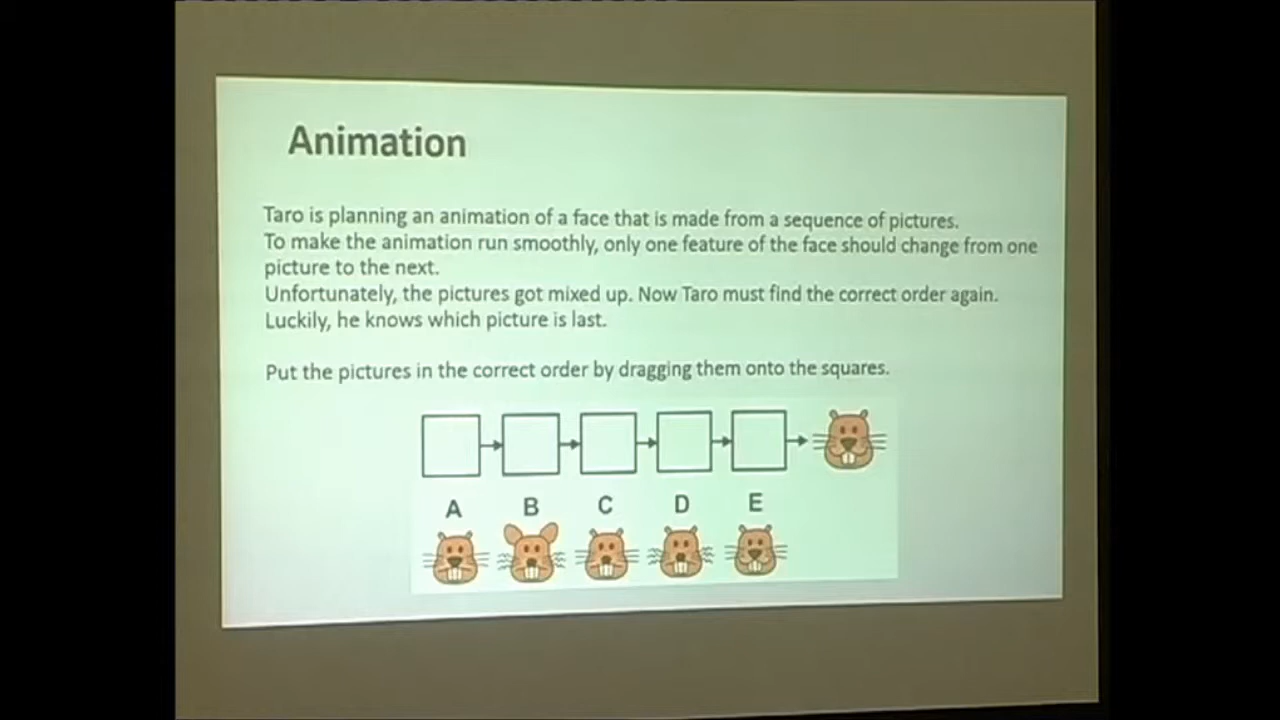 Animation
Taro is planning an animation of a face that is made from a sequence of pictures.
To make the animation run smoothly, only one feature of the face should change from one
picture to the next.
Unfortunately, the pictures got mixed up. Now Taro must find the correct order again.
Luckily, he knows which picture is last.
Put the pictures in the correct order by dragging them onto the squares.
A B C D E